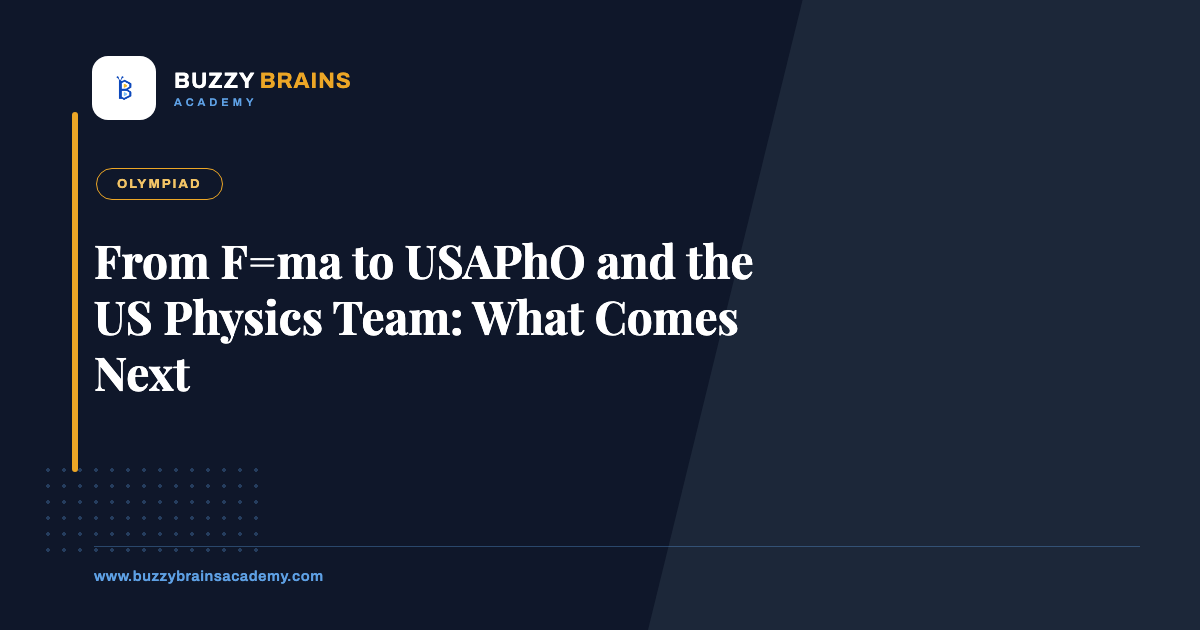 BUZZY BRAINS
ACADEMY
OLYMPIAD
From F=ma to USAPhO and the
US Physics Team: What Comes
Next
www.buzzybrainsacademy.com